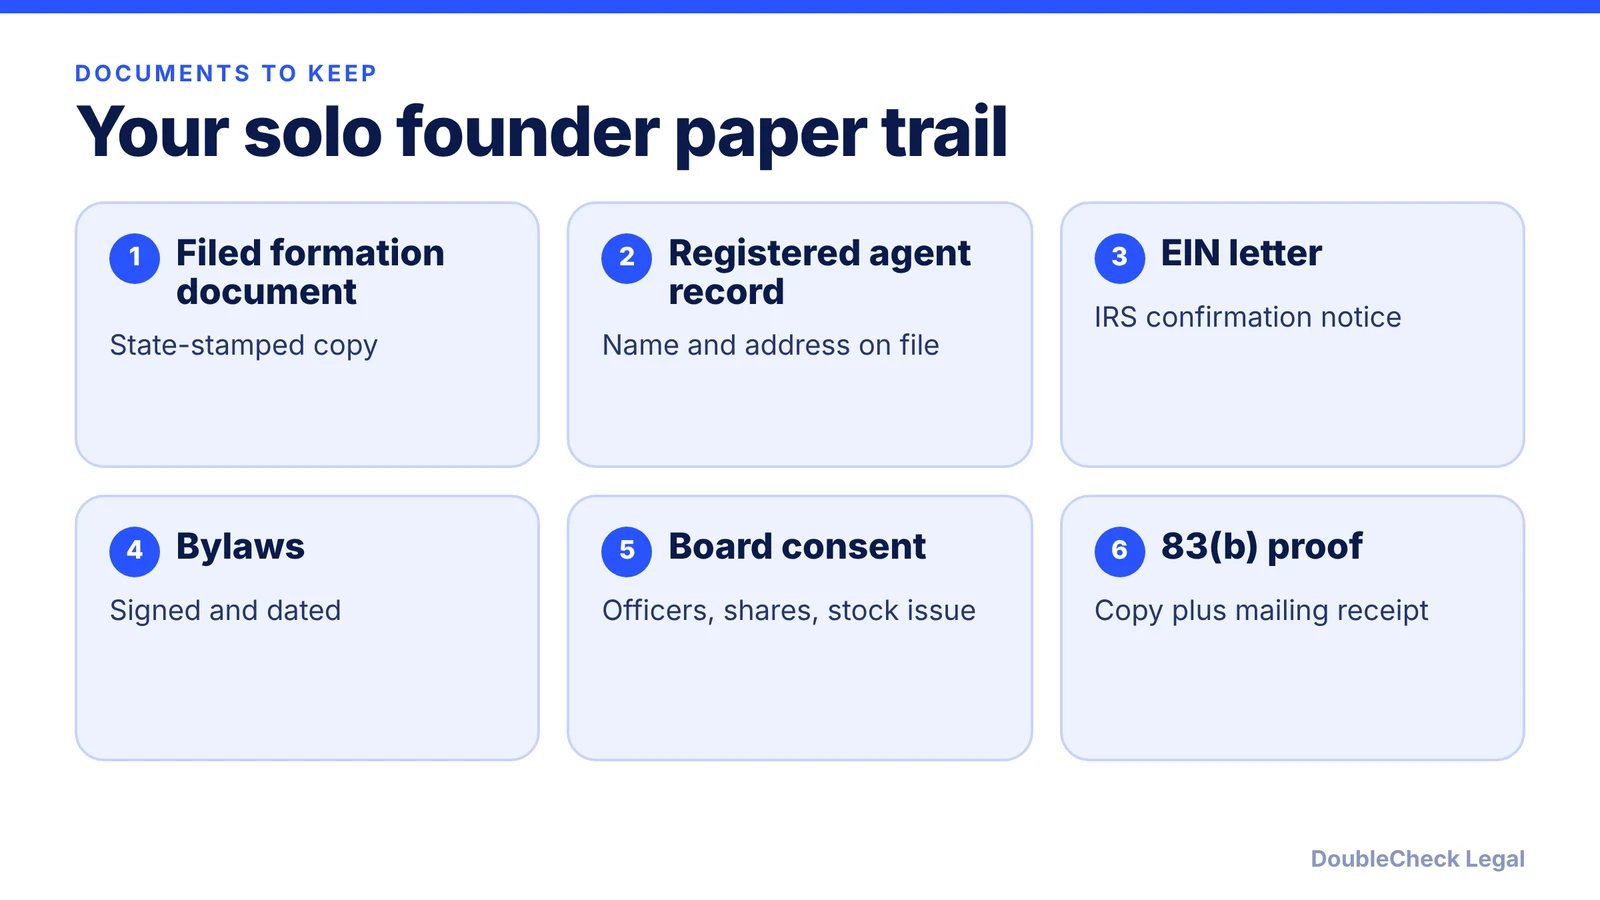 DOCUMENTS TO KEEP
Your solo founder paper trail
1
Filed formation
document
State-stamped copy
2
Registered agent
record
Name and address on file
3
EIN letter
IRS confirmation notice
4
Bylaws
Signed and dated
5
Board consent
Officers, shares, stock issue
6
83(b) proof
Copy plus mailing receipt
DoubleCheck Legal